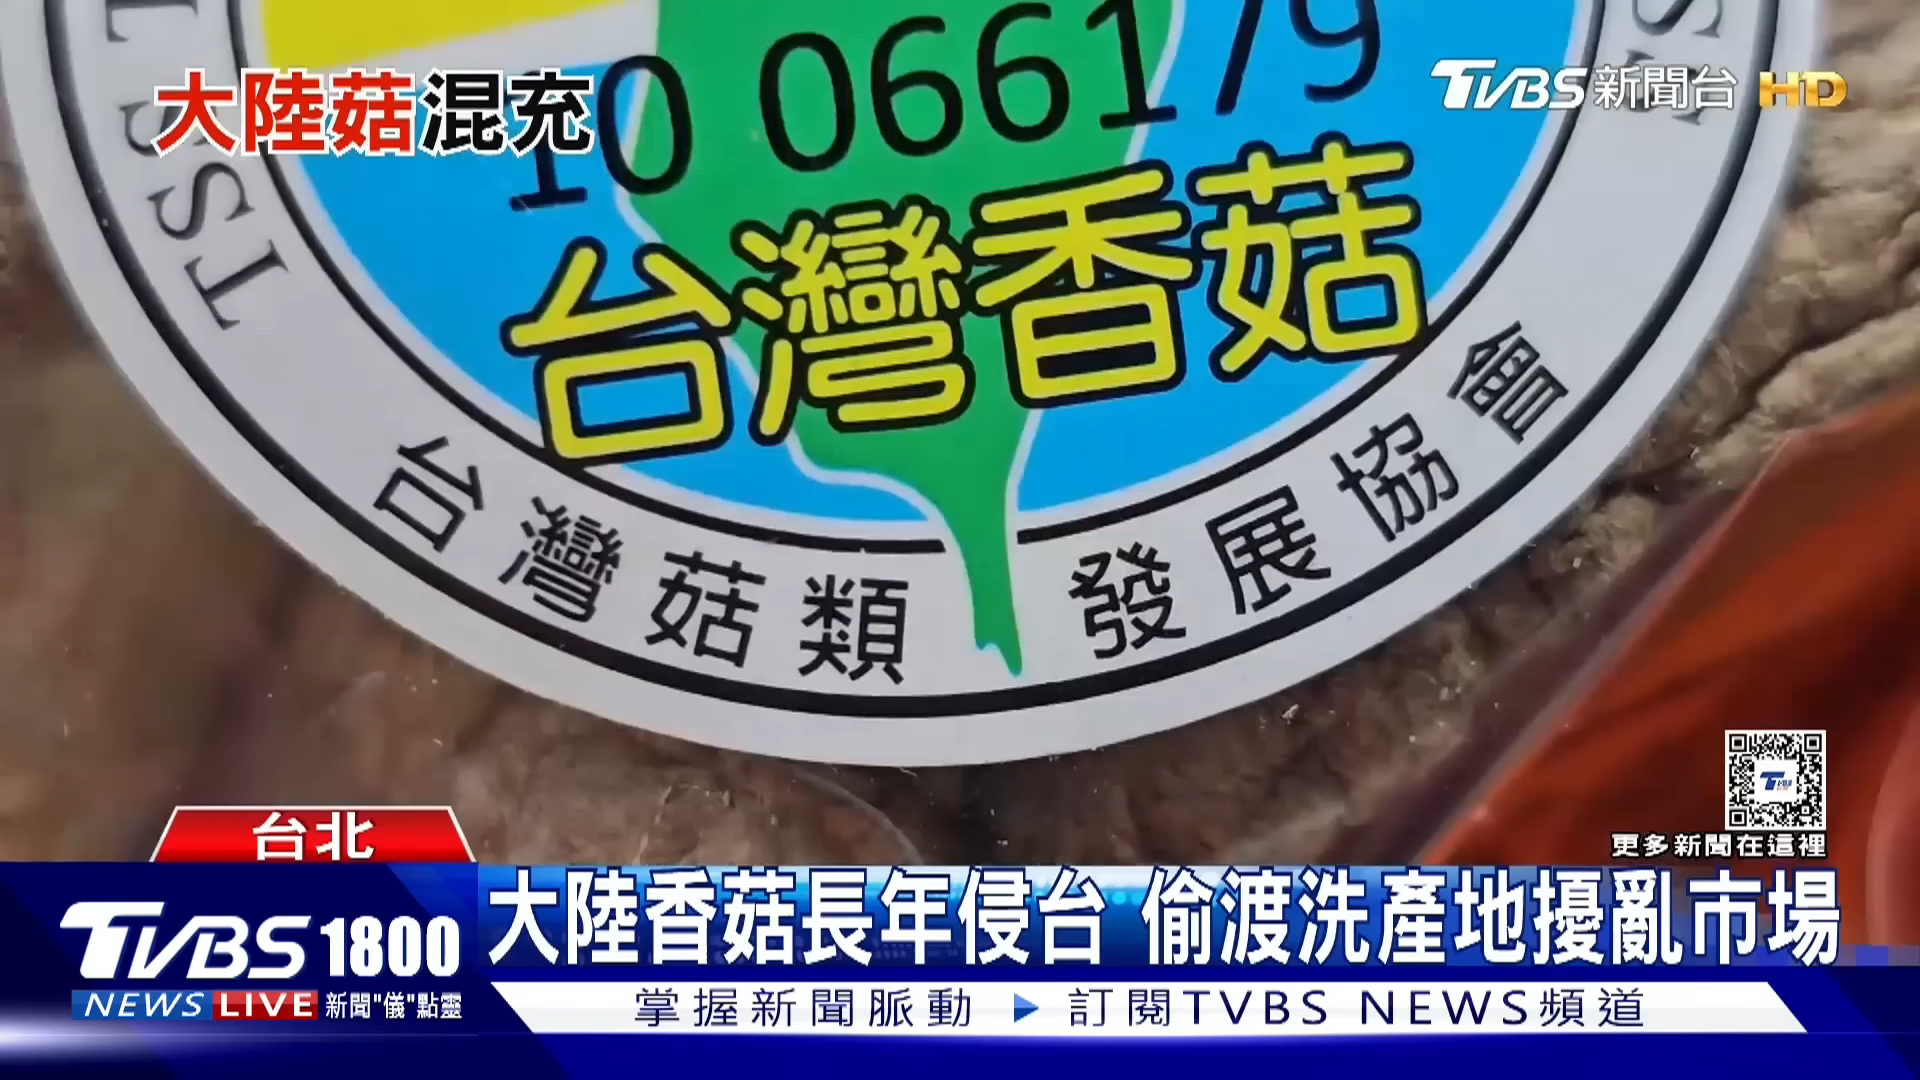 大陸菇混充
TVBS新聞台 HD
10 066179
台灣香菇
台灣菇類 發展協會
更多新聞在這裡
台北
大陸香菇長年侵台 偷渡洗產地擾亂市場
TVBS 1800
NEWS LIVE 新聞"儀"點靈
掌握新聞脈動 ▶ 訂閱TVBS NEWS頻道